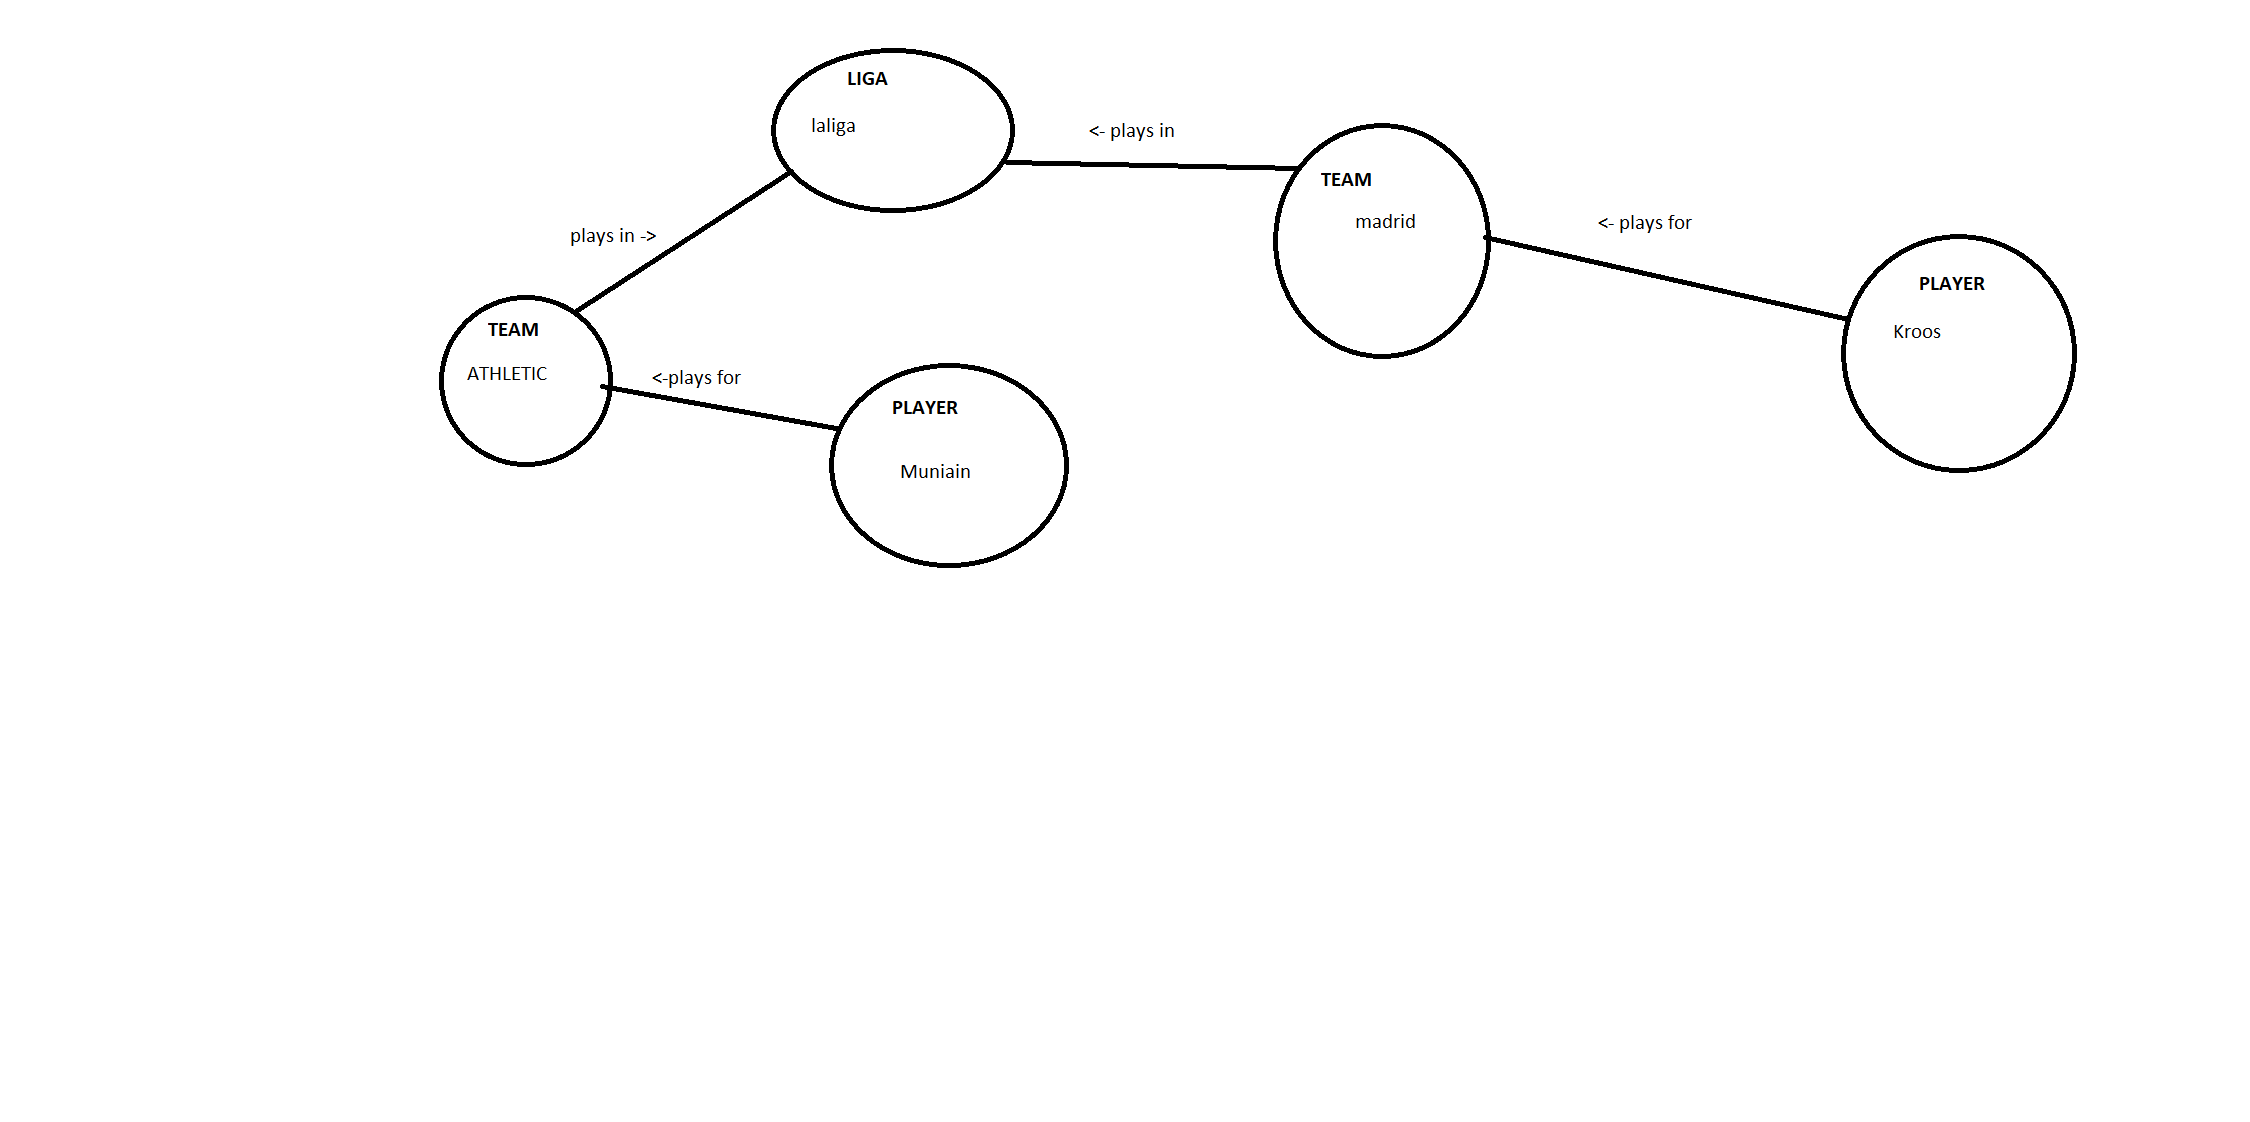 LIGA
laliga
<- plays in
TEAM
madrid
<- plays for
PLAYER
Kroos
plays in ->
TEAM
ATHLETIC
<-plays for
PLAYER
Muniain